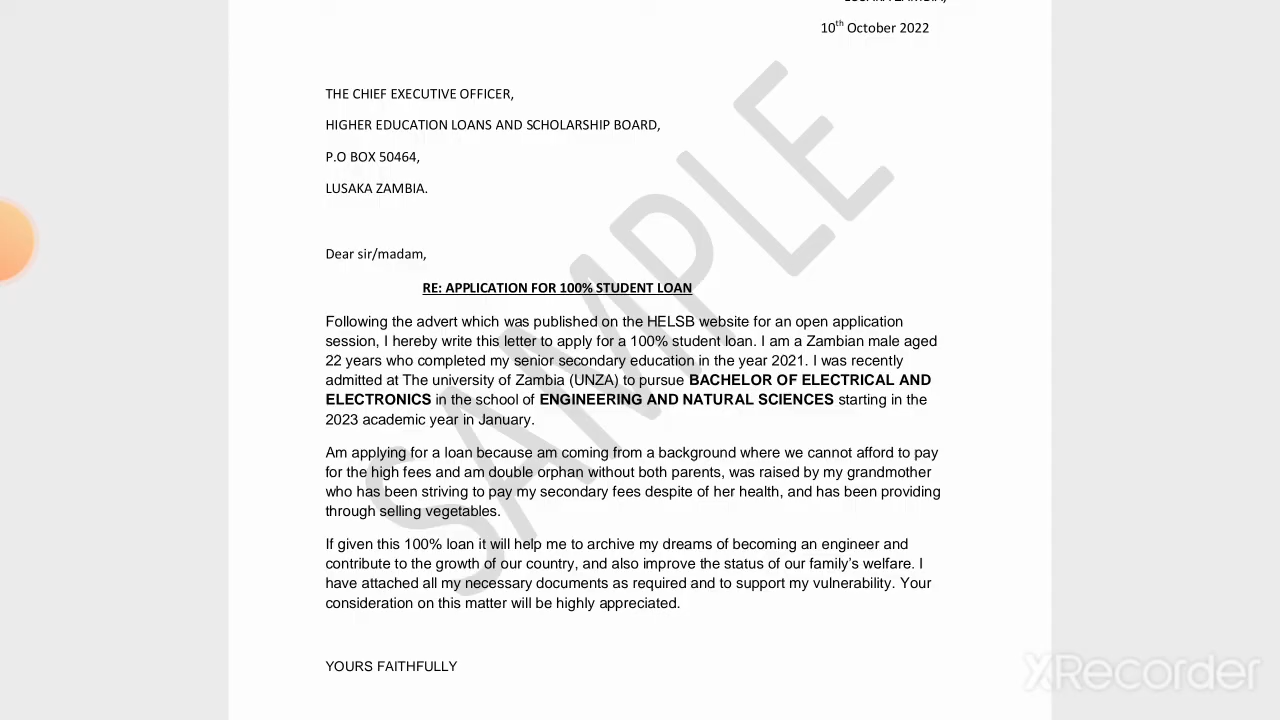 10th October 2022
THE CHIEF EXECUTIVE OFFICER,
HIGHER EDUCATION LOANS AND SCHOLARSHIP BOARD,
P.O BOX 50464,
LUSAKA ZAMBIA.
Dear sir/madam,
RE: APPLICATION FOR 100% STUDENT LOAN
Following the advert which was published on the HELSB website for an open application
session, I hereby write this letter to apply for a 100% student loan. I am a Zambian male aged
22 years who completed my senior secondary education in the year 2021. I was recently
admitted at The university of Zambia (UNZA) to pursue BACHELOR OF ELECTRICAL AND
ELECTRONICS in the school of ENGINEERING AND NATURAL SCIENCES starting in the
2023 academic year in January.
Am applying for a loan because am coming from a background where we cannot afford to pay
for the high fees and am double orphan without both parents, was raised by my grandmother
who has been striving to pay my secondary fees despite of her health, and has been providing
through selling vegetables.
If given this 100% loan it will help me to archive my dreams of becoming an engineer and
contribute to the growth of our country, and also improve the status of our family's welfare. I
have attached all my necessary documents as required and to support my vulnerability. Your
consideration on this matter will be highly appreciated.
YOURS FAITHFULLY
SAMPLE
XRecorder